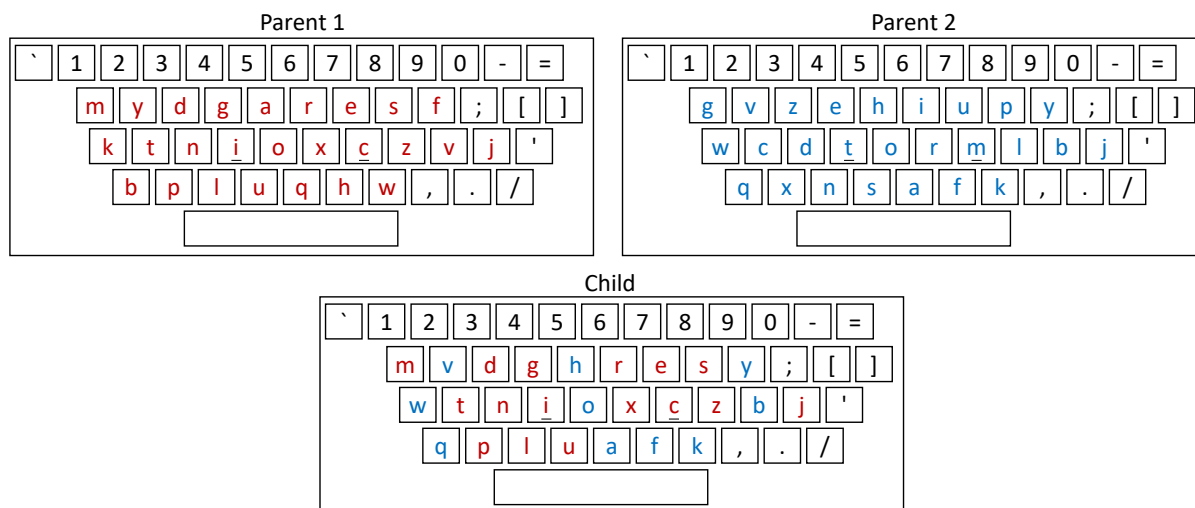 Parent 1
` 1 2 3 4 5 6 7 8 9 0 - =
m y d g a r e s f ; [ ]
k t n i o x c z v j '
b p l u q h w , . /
Parent 2
` 1 2 3 4 5 6 7 8 9 0 - =
g v z e h i u p y ; [ ]
w c d t o r m l b j '
q x n s a f k , . /
Child
` 1 2 3 4 5 6 7 8 9 0 - =
m v d g h r e s y ; [ ]
w t n i o x c z b j '
q p l u a f k , . /